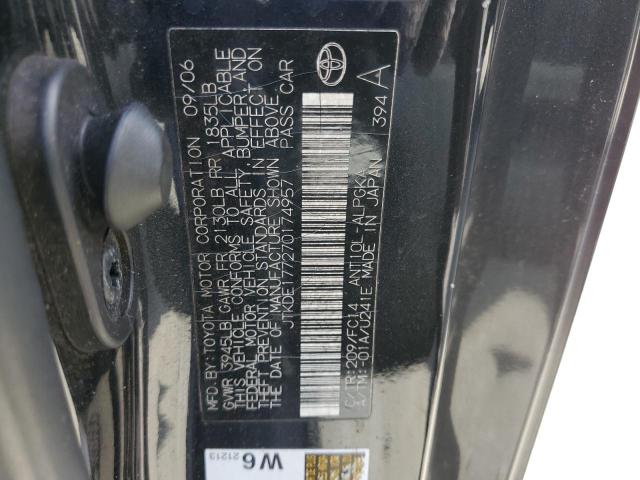 MFD. BY: TOYOTA MOTOR CORPORATION 09/06
GVWR 3945LB GAWR FR 2130LB RR 1835LB
THIS VEHICLE CONFORMS TO ALL APPLICABLE
FEDERAL MOTOR VEHICLE SAFETY, BUMPER, AND
THEFT PREVENTION STANDARDS IN EFFECT ON
THE DATE OF MANUFACTURE SHOWN ABOVE.
JTKDE177270174957 PASS CAR
C/TR:209/FC14 ANT10L-ALPGKA
A/TM:-01A/U241E MADE IN JAPAN
394 A
W6
21213